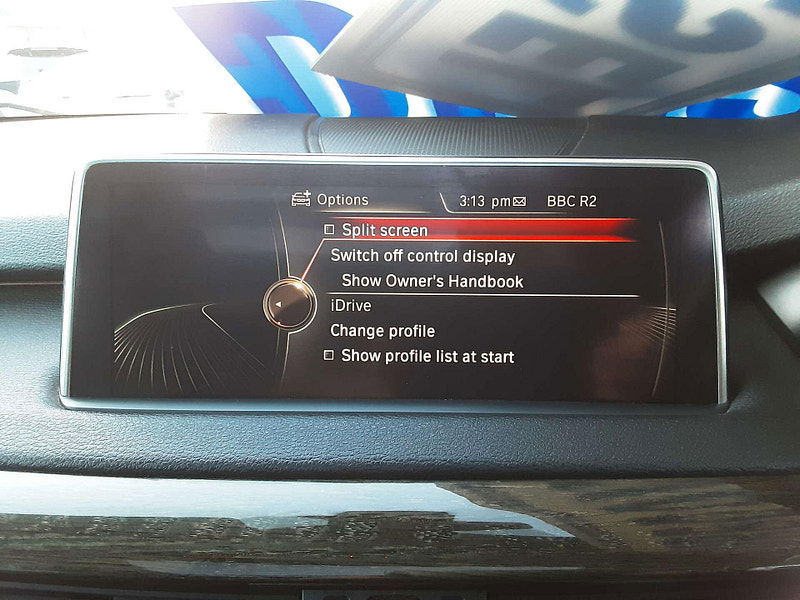 Options 3:13 pm BBC R2
Split screen
Switch off control display
Show Owner's Handbook
iDrive
Change profile
Show profile list at start